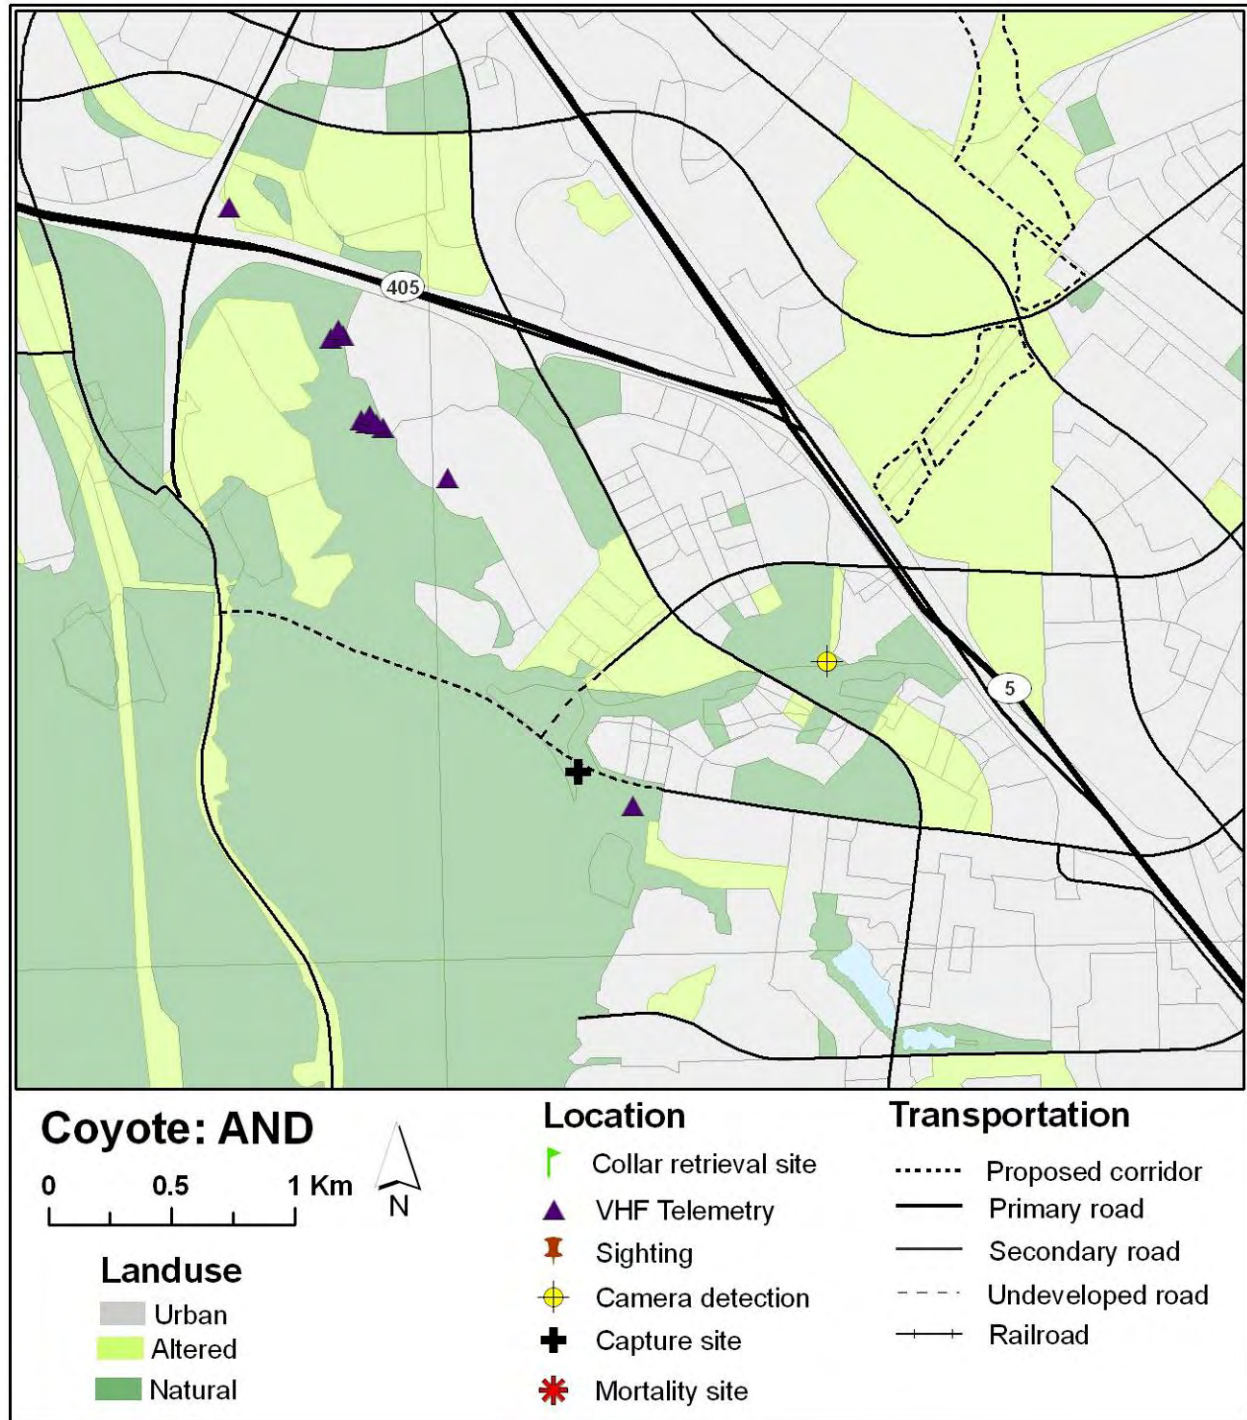 405
5
Coyote: AND
0 0.5 1 Km
N
Landuse
Urban
Altered
Natural
Location
Collar retrieval site
VHF Telemetry
Sighting
Camera detection
Capture site
Mortality site
Transportation
Proposed corridor
Primary road
Secondary road
Undeveloped road
Railroad